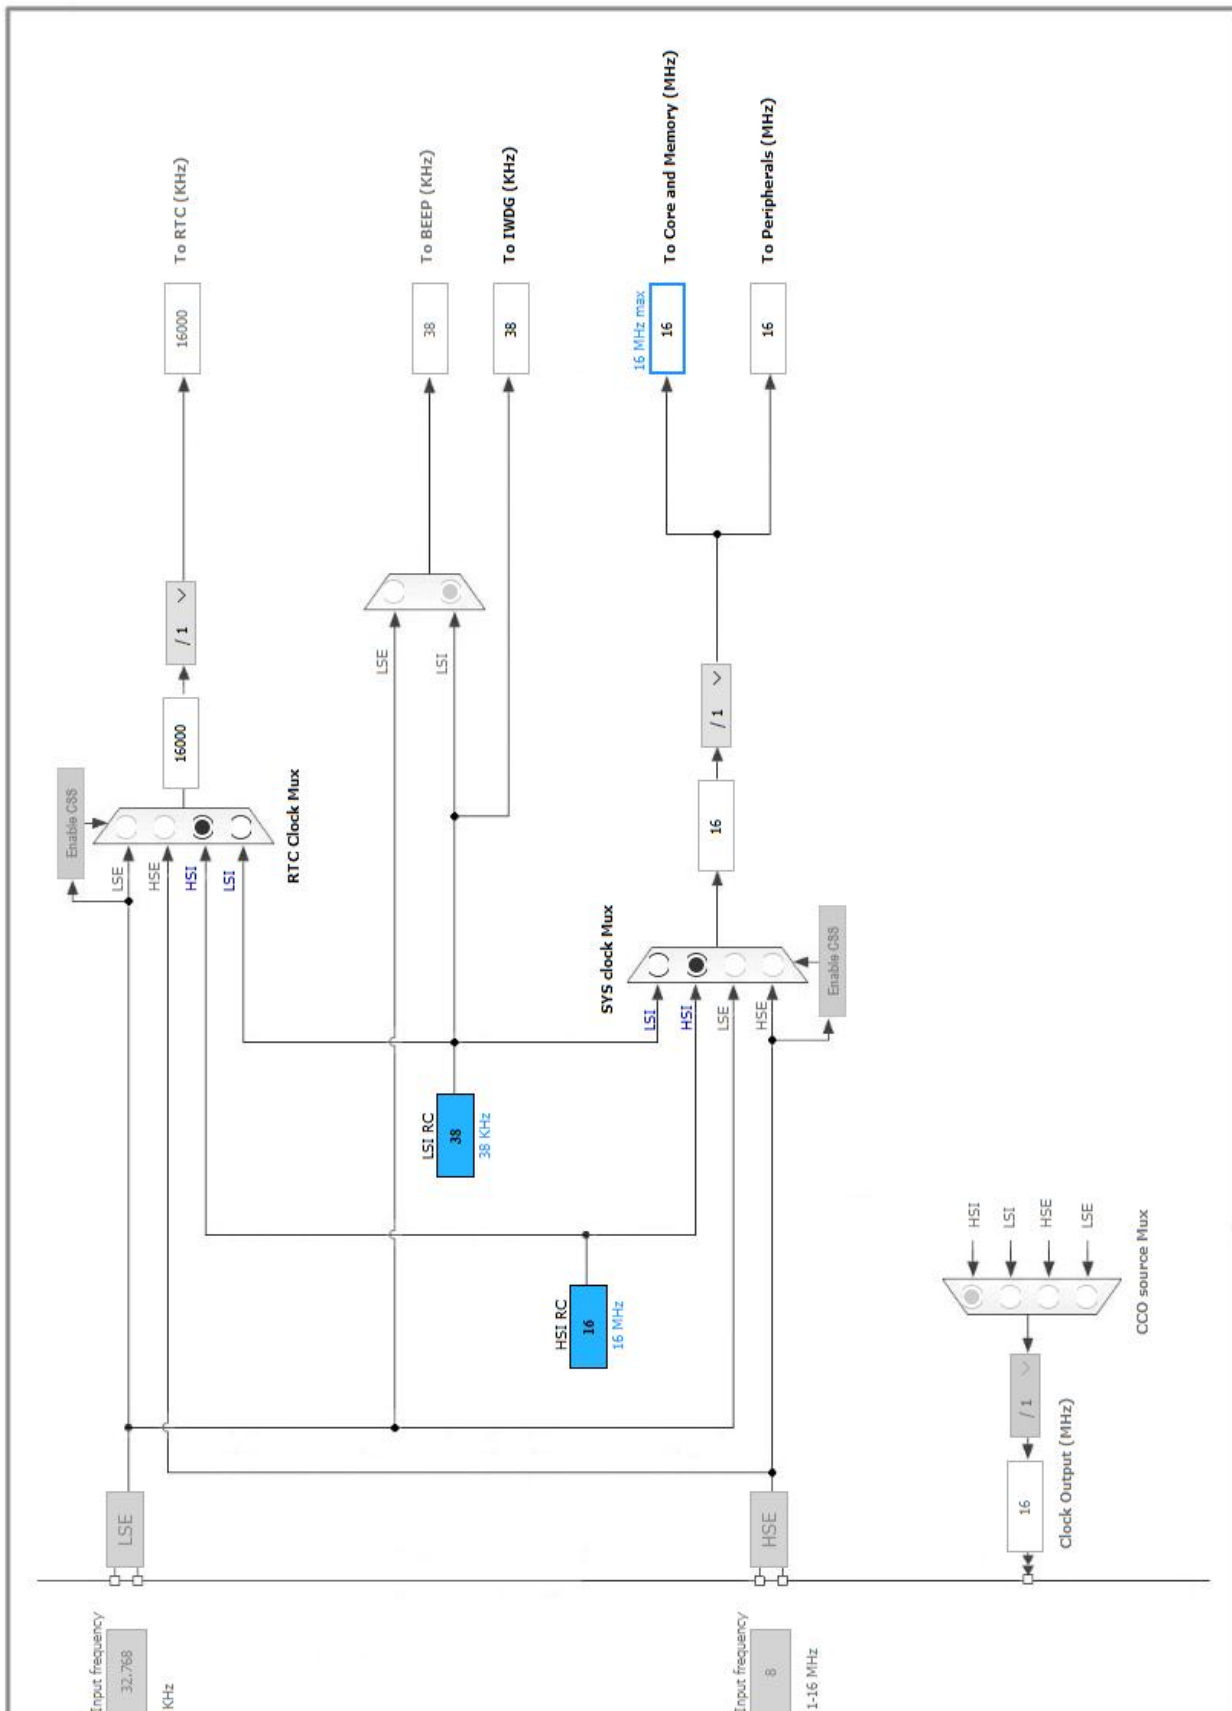 Input frequency
32.768
KHz
LSE
LSE
HSE
HSI
LSI
Enable CSS
RTC Clock Mux
16000
/ 1
16000
To RTC (KHz)
LSE
LSI
38
To BEEP (KHz)
38
To IWDG (KHz)
LSI RC
38
38 KHz
HSI RC
16
16 MHz
SYS clock Mux
LSI
HSI
LSE
HSE
Enable CSS
16
/ 1
16 MHz max
16
To Core and Memory (MHz)
16
To Peripherals (MHz)
Input frequency
8
1-16 MHz
HSE
HSI
LSI
HSE
LSE
CCO source Mux
/ 1
16
Clock Output (MHz)